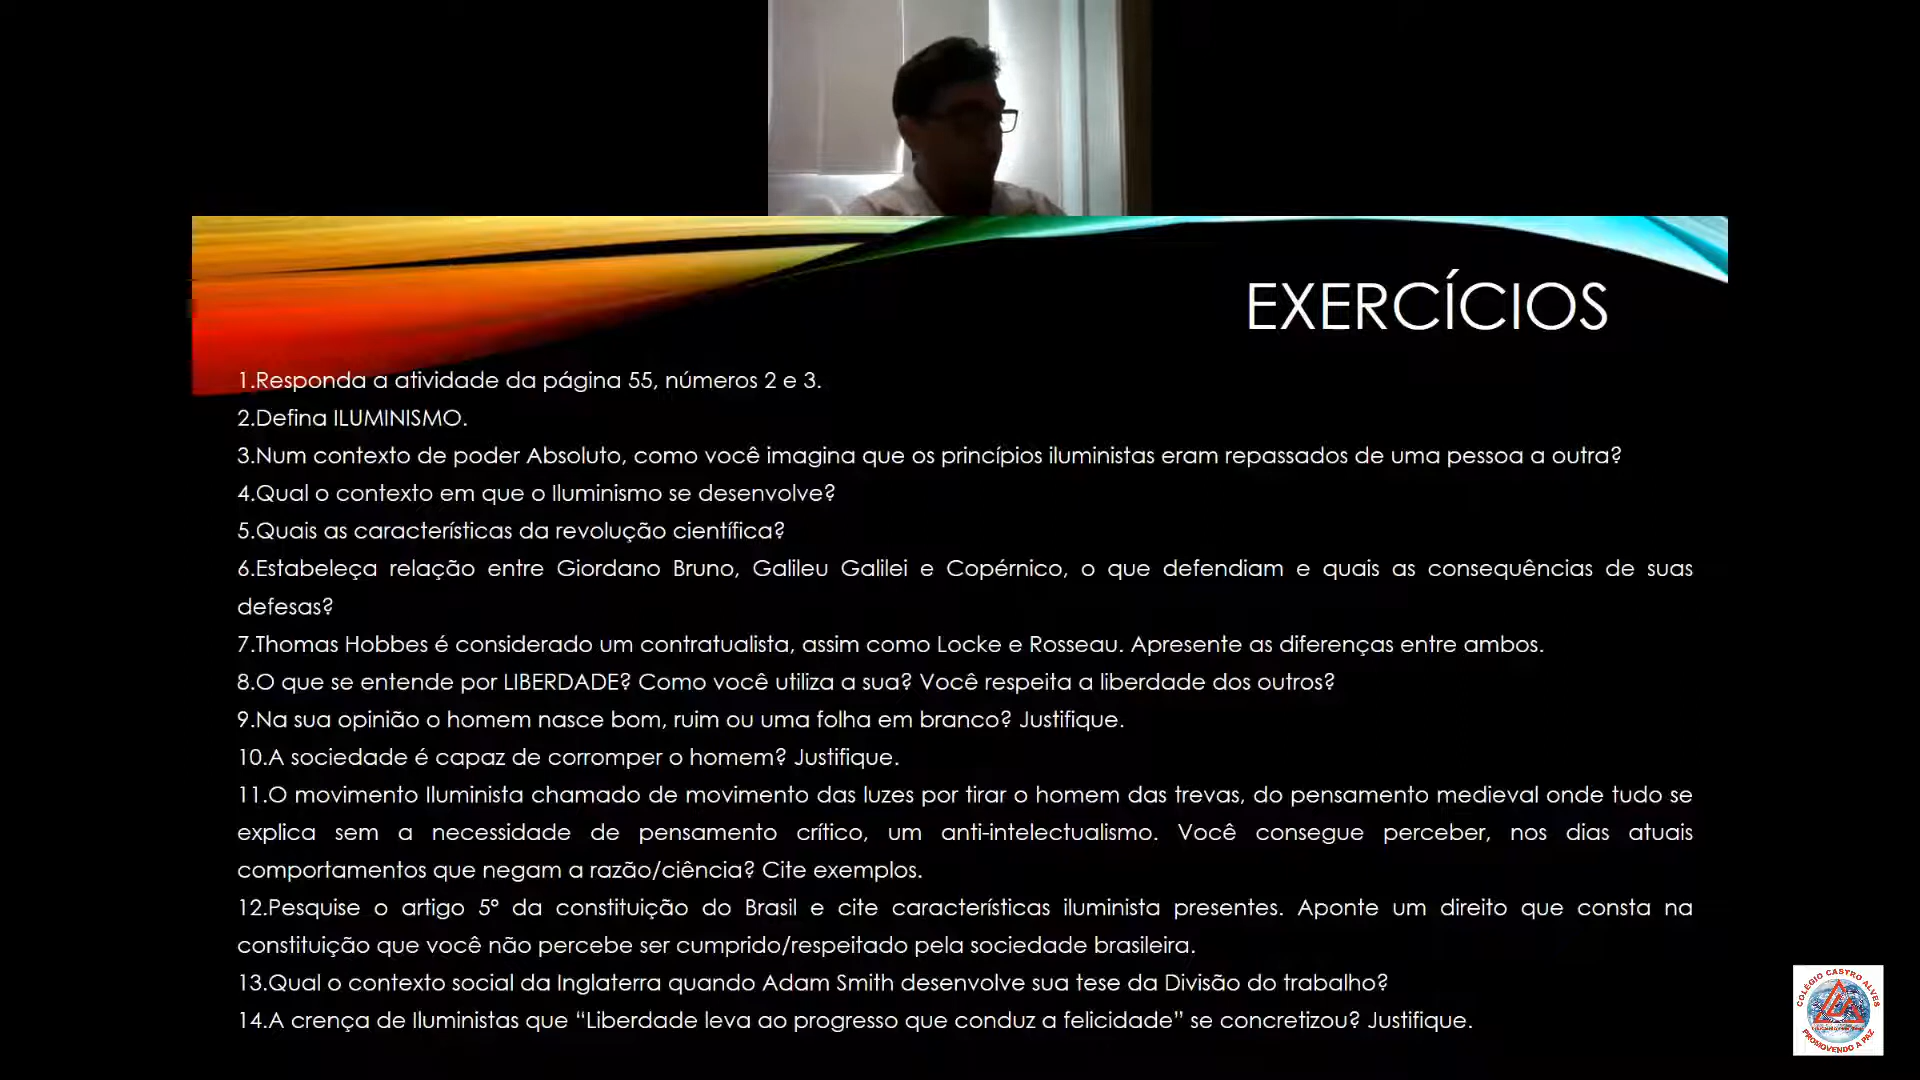 EXERCÍCIOS
1.Responda a atividade da página 55, números 2 e 3.
2.Defina ILUMINISMO.
3.Num contexto de poder Absoluto, como você imagina que os princípios iluministas eram repassados de uma pessoa a outra?
4.Qual o contexto em que o Iluminismo se desenvolve?
5.Quais as características da revolução científica?
6.Estabeleça relação entre Giordano Bruno, Galileu Galilei e Copérnico, o que defendiam e quais as consequências de suas
defesas?
7.Thomas Hobbes é considerado um contratualista, assim como Locke e Rosseau. Apresente as diferenças entre ambos.
8.O que se entende por LIBERDADE? Como você utiliza a sua? Você respeita a liberdade dos outros?
9.Na sua opinião o homem nasce bom, ruim ou uma folha em branco? Justifique.
10.A sociedade é capaz de corromper o homem? Justifique.
11.O movimento Iluminista chamado de movimento das luzes por tirar o homem das trevas, do pensamento medieval onde tudo se
explica sem a necessidade de pensamento crítico, um anti-intelectualismo. Você consegue perceber, nos dias atuais
comportamentos que negam a razão/ciência? Cite exemplos.
12.Pesquise o artigo 5º da constituição do Brasil e cite características iluminista presentes. Aponte um direito que consta na
constituição que você não percebe ser cumprido/respeitado pela sociedade brasileira.
13.Qual o contexto social da Inglaterra quando Adam Smith desenvolve sua tese da Divisão do trabalho?
14.A crença de Iluministas que “Liberdade leva ao progresso que conduz a felicidade” se concretizou? Justifique.
COLÉGIO CASTRO ALVES
PROMOVENDO A PAZ